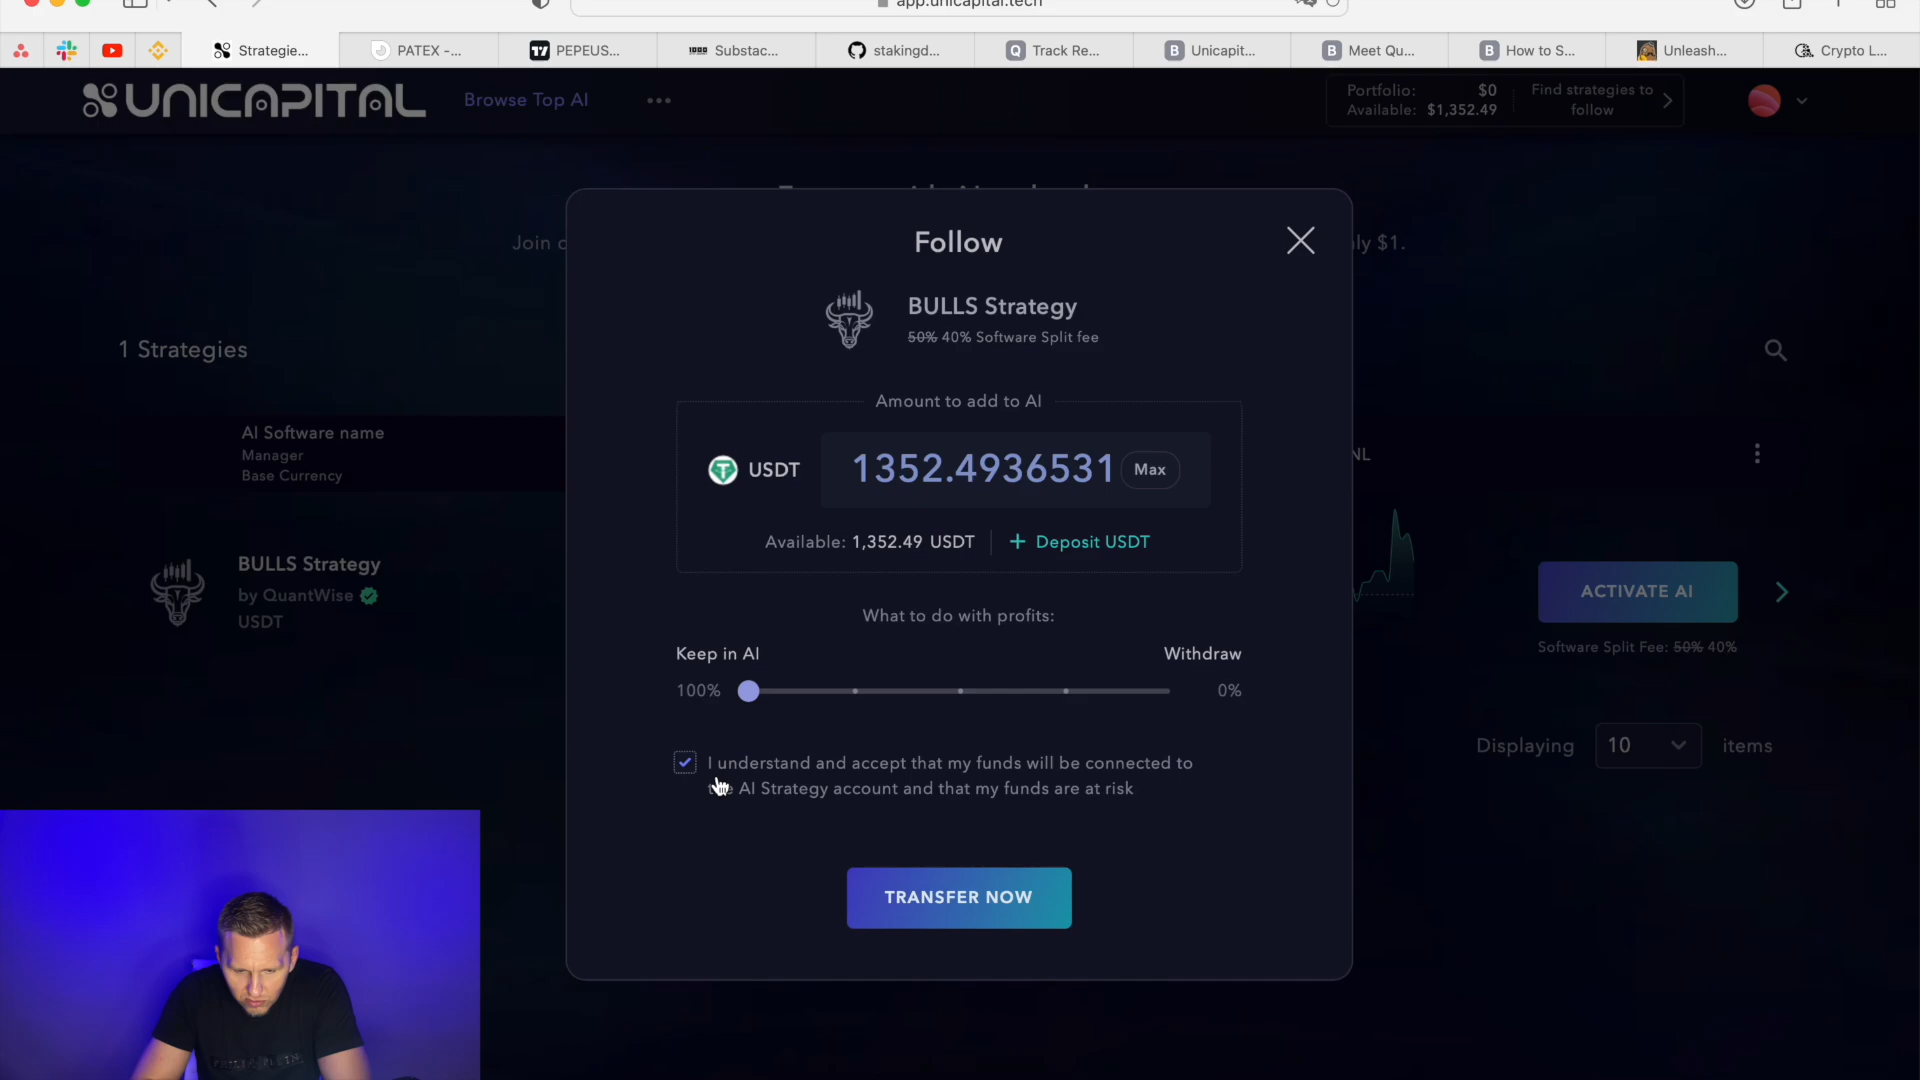 app.unicapital.tech
Strategie...
PATEX -...
PEPEUS...
Substac...
stakingd...
Track Re...
Unicapit...
Meet Qu...
How to S...
Unleash...
Crypto L...
UNICAPITAL
Browse Top AI
Portfolio: $0
Available: $1,352.49
Find strategies to
follow
Join
ly $1.
Follow
BULLS Strategy
50% 40% Software Split fee
1 Strategies
Amount to add to AI
AI Software name
Manager
Base Currency
NL
USDT
1352.4936531
Max
Available: 1,352.49 USDT
+ Deposit USDT
BULLS Strategy
by QuantWise
USDT
ACTIVATE AI
Software Split Fee: 50% 40%
What to do with profits:
Keep in AI
Withdraw
100%
0%
Displaying
10
items
I understand and accept that my funds will be connected to
AI Strategy account and that my funds are at risk
TRANSFER NOW